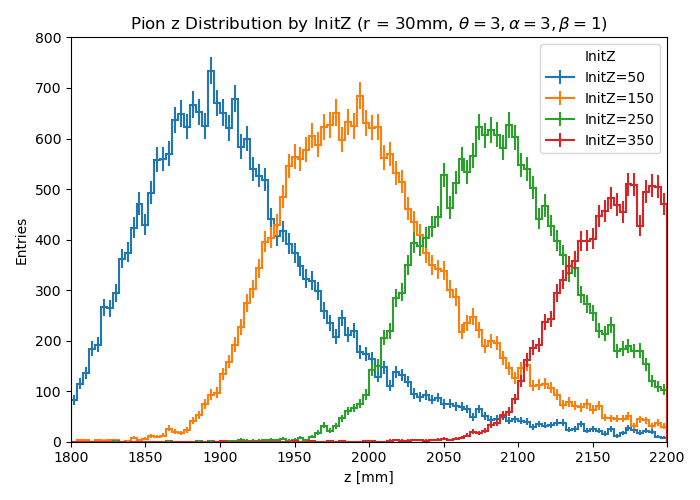 Pion z Distribution by InitZ (r = 30mm, θ = 3, α = 3, β = 1)
800
700
600
500
400
300
200
100
0
Entries
InitZ
InitZ=50
InitZ=150
InitZ=250
InitZ=350
1800 1850 1900 1950 2000 2050 2100 2150 2200
z [mm]